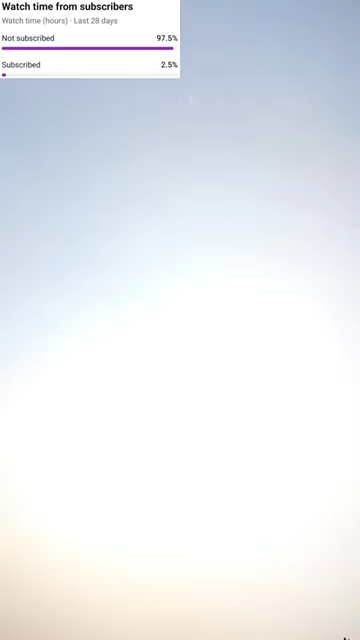 Watch time from subscribers
Watch time (hours) · Last 28 days
Not subscribed 97.5%
Subscribed 2.5%